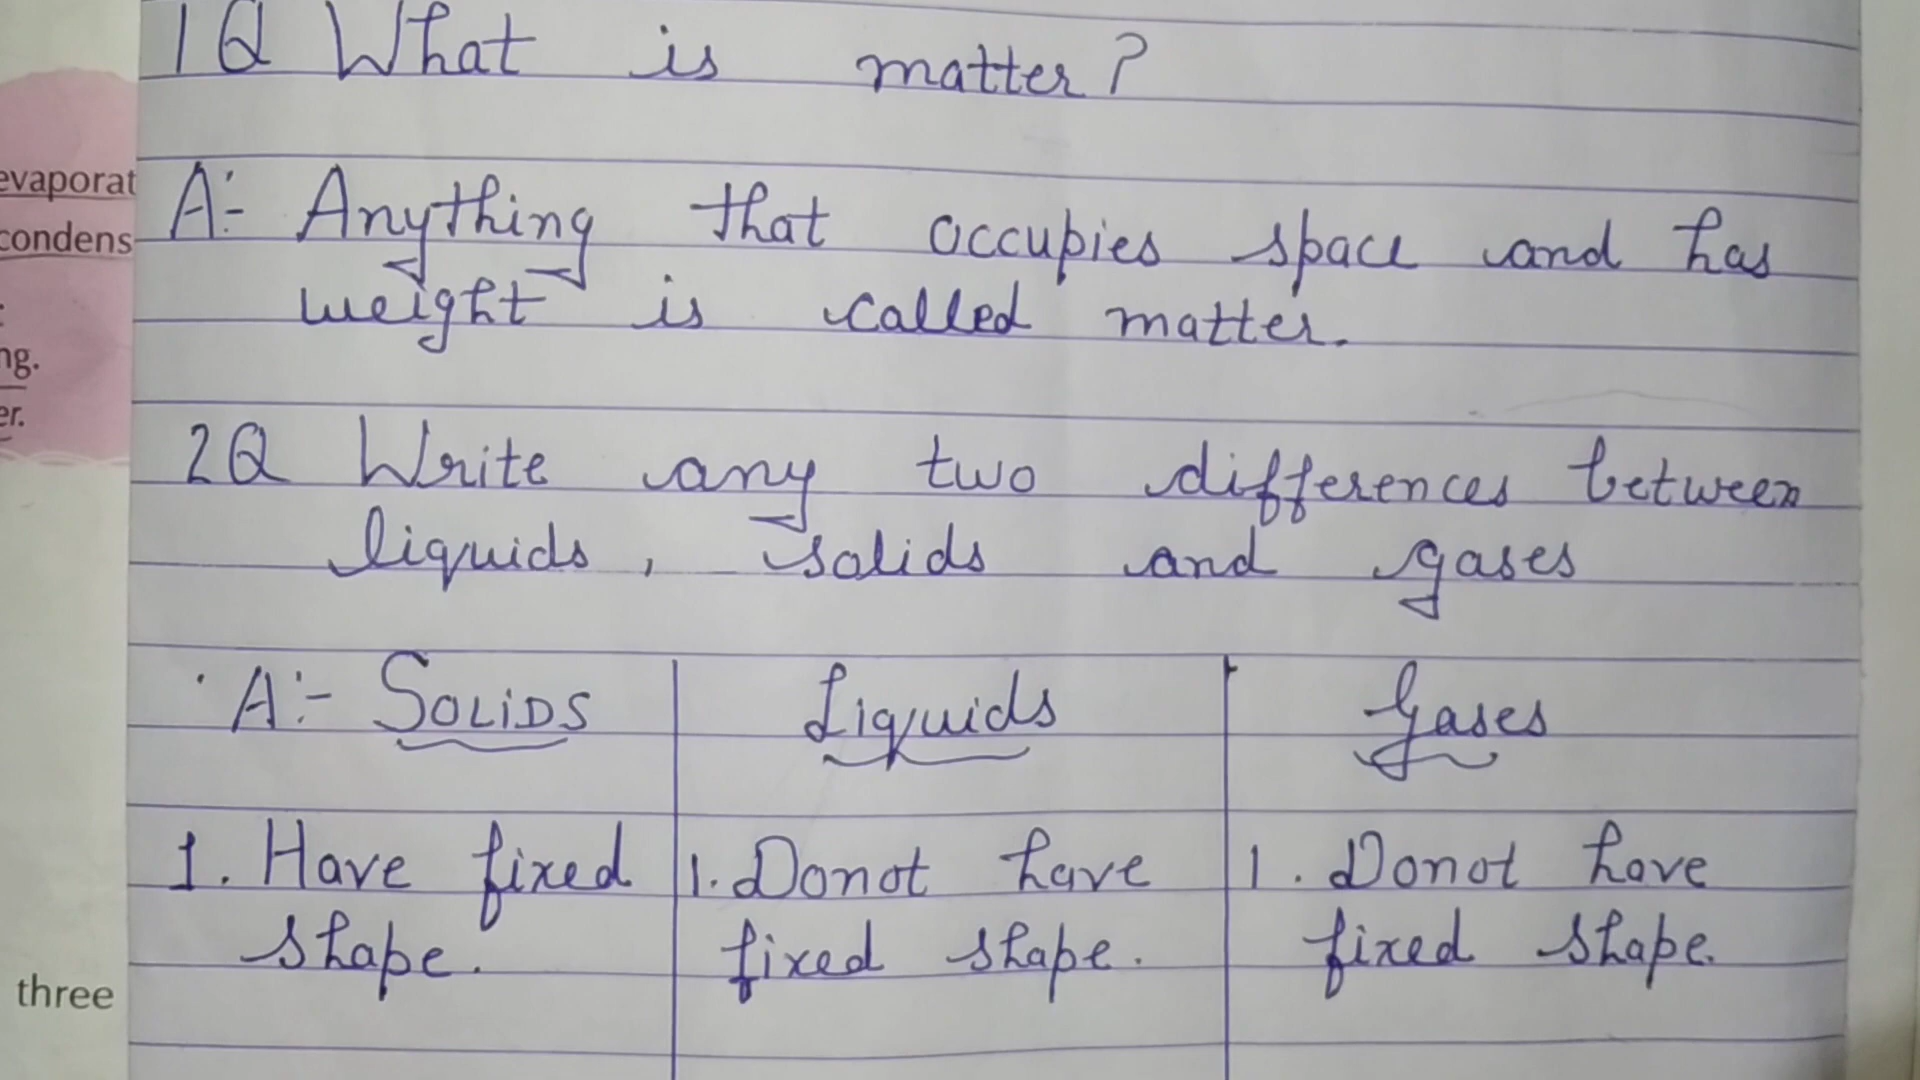 1Q What is matter?
evaporat
A:- Anything that occupies space and has
condens
weight is called matter.
ng.
er.
2Q Write any two differences between
liquids, solids and gases
A:- SOLiDS Liquids Gases
1. Have fixed 1. Donot have 1. Donot have
shape. fixed shape. fixed shape.
three